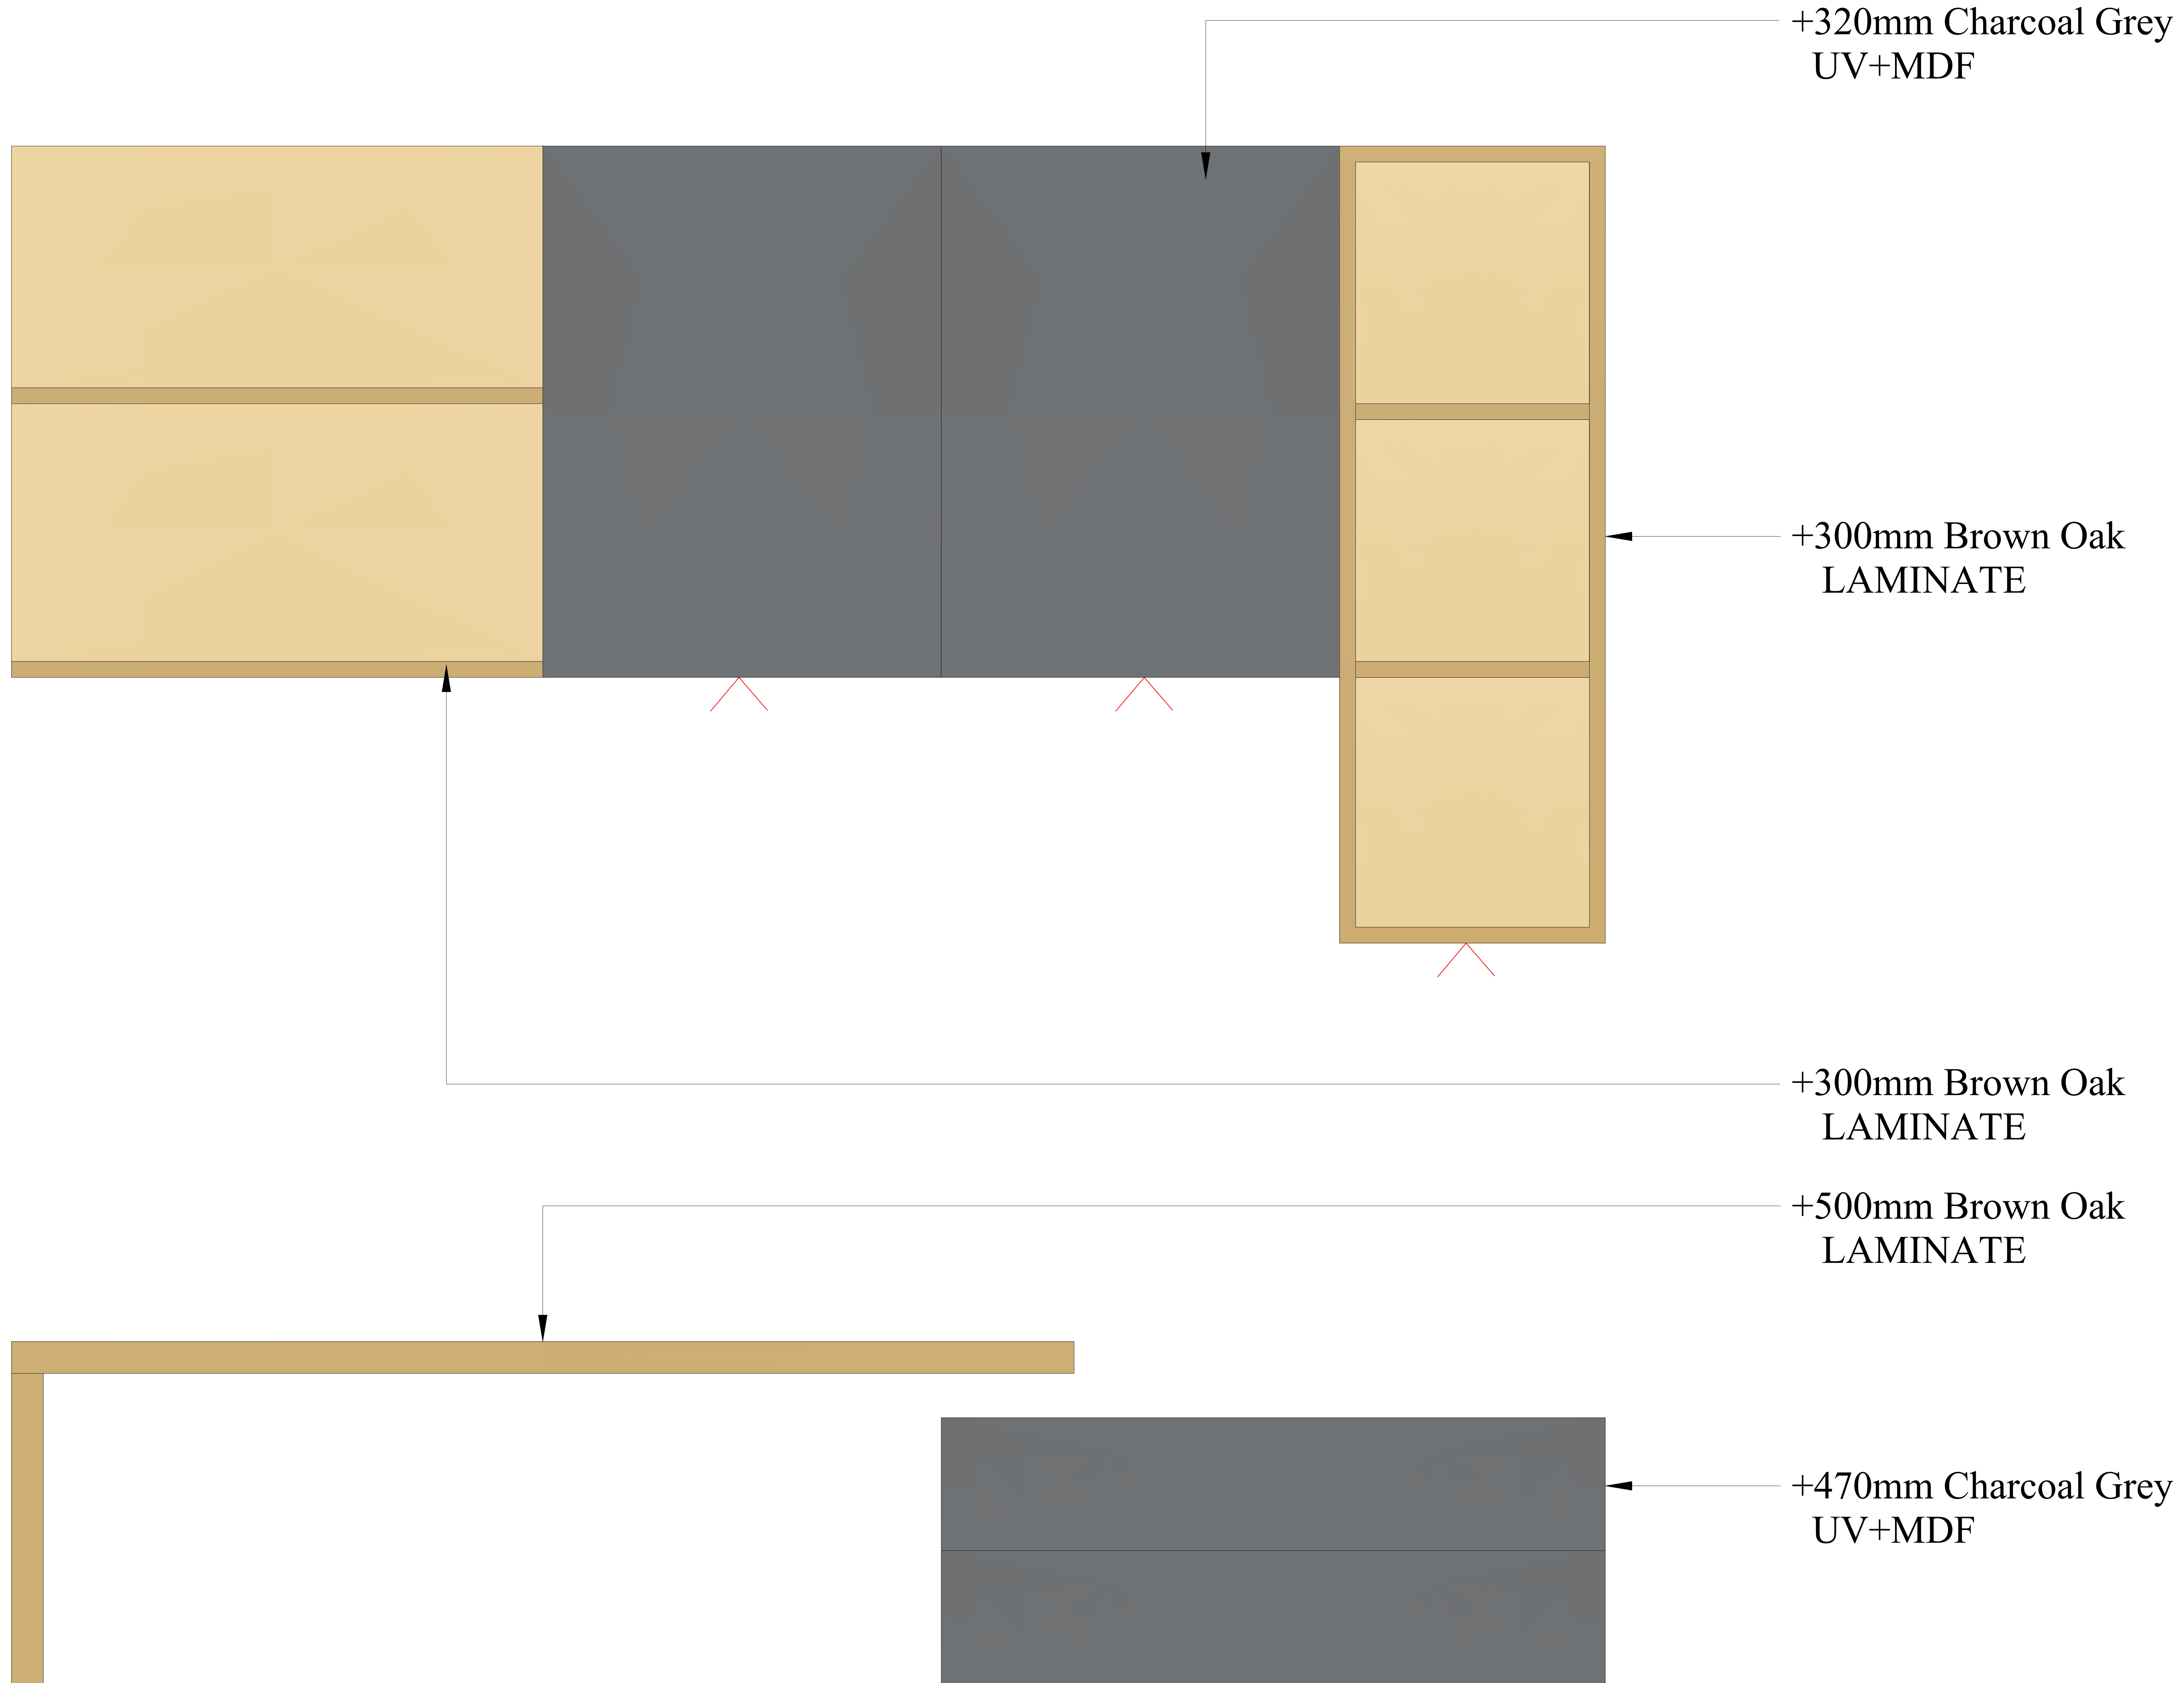 +320mm Charcoal Grey
UV+MDF
+300mm Brown Oak
LAMINATE
+300mm Brown Oak
LAMINATE
+500mm Brown Oak
LAMINATE
+470mm Charcoal Grey
UV+MDF